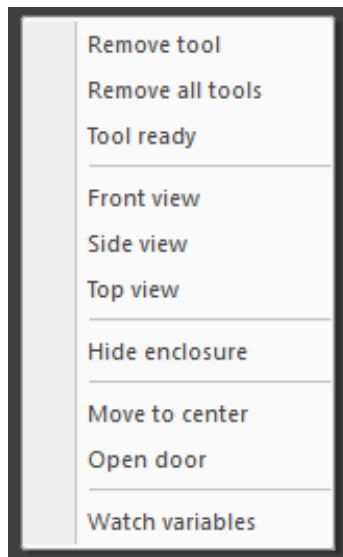 Remove tool
Remove all tools
Tool ready
Front view
Side view
Top view
Hide enclosure
Move to center
Open door
Watch variables